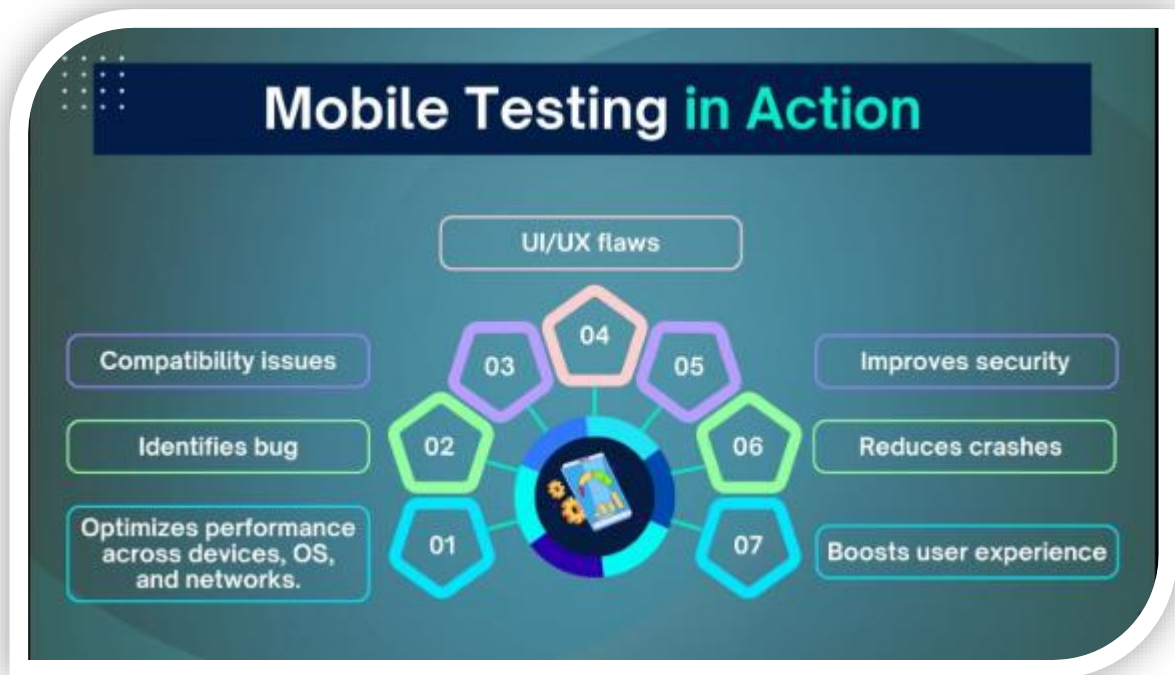 Mobile Testing in Action
UI/UX flaws
04
03
05
Compatibility issues
Improves security
02
06
Identifies bug
Reduces crashes
01
07
Optimizes performance
across devices, OS,
and networks.
Boosts user experience